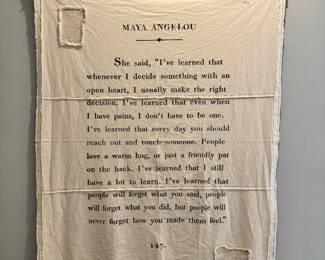 MAYA ANGELOU
She said, "I've learned that
whenever I decide something with an
open heart, I usually make the right
decision. I've learned that even when
I have pains, I don't have to be one.
I've learned that every day you should
reach out and touch someone. People
love a warm hug, or just a friendly pat
on the back. I've learned that I still
have a lot to learn. I've learned that
people will forget what you said, people
will forget what you did, but people will
never forget how you made them feel."
147.